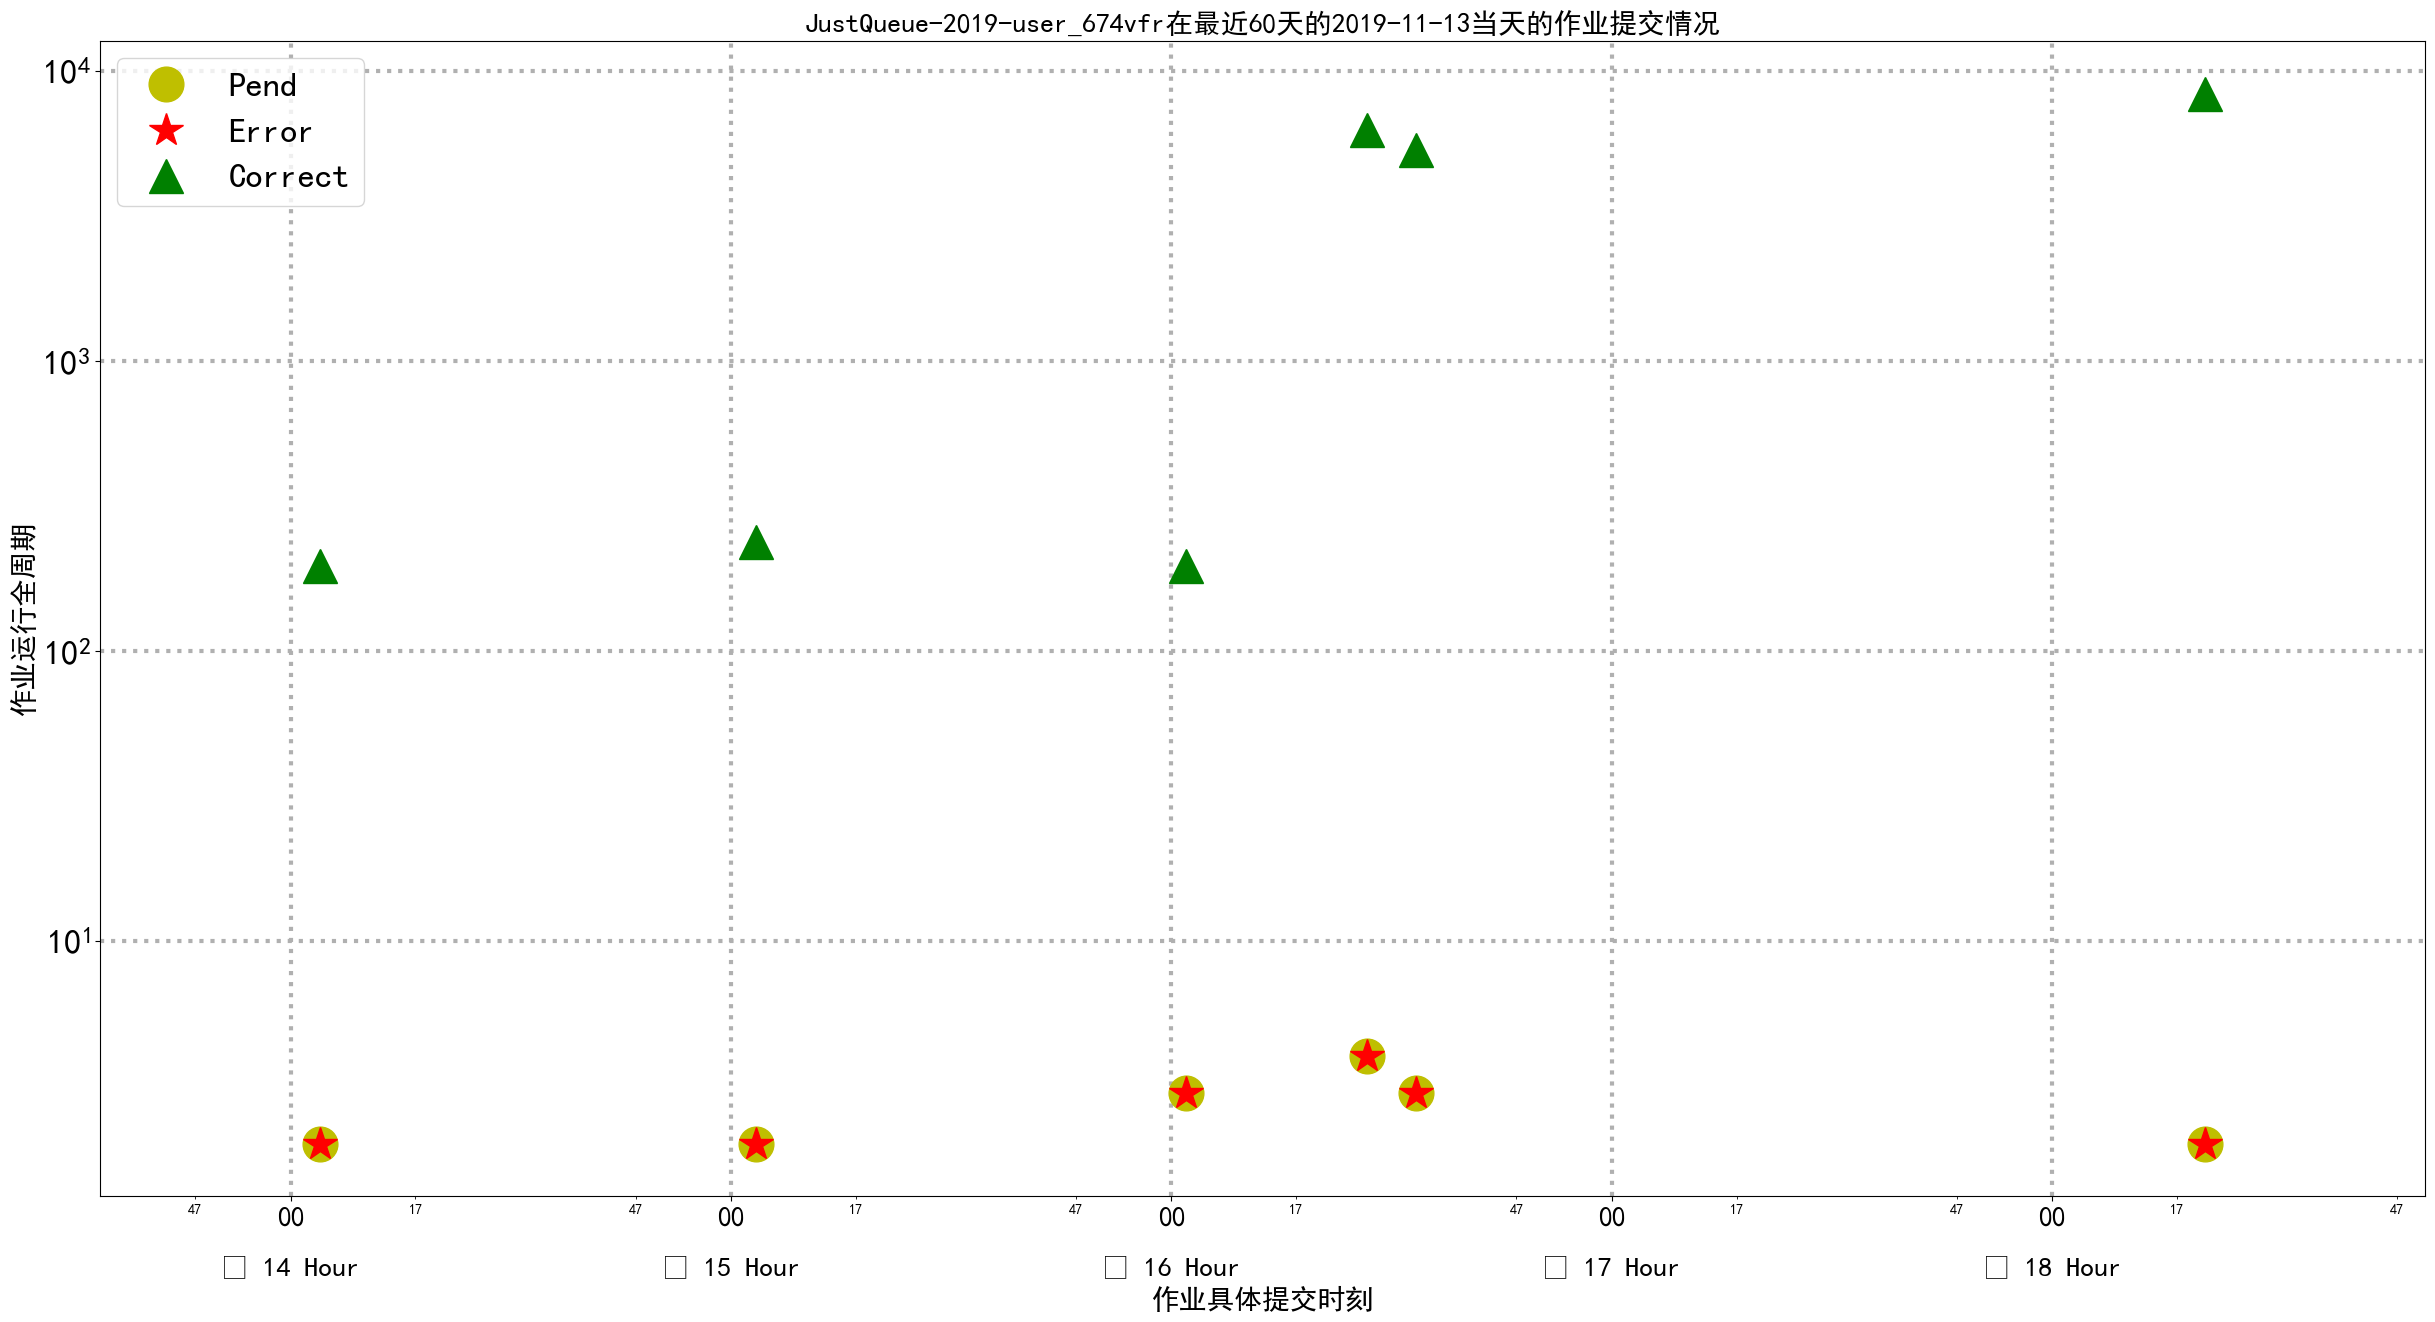 JustQueue-2019-user_674vfr在最近60天的2019-11-13当天的作业提交情况
Pend
Error
Correct
10⁴
10³
10²
10¹
作业运行全周期
47 00 17 47 00 17 47 00 17 47 00 17 47 00 17 47
□ 14 Hour □ 15 Hour □ 16 Hour □ 17 Hour □ 18 Hour
作业具体提交时刻